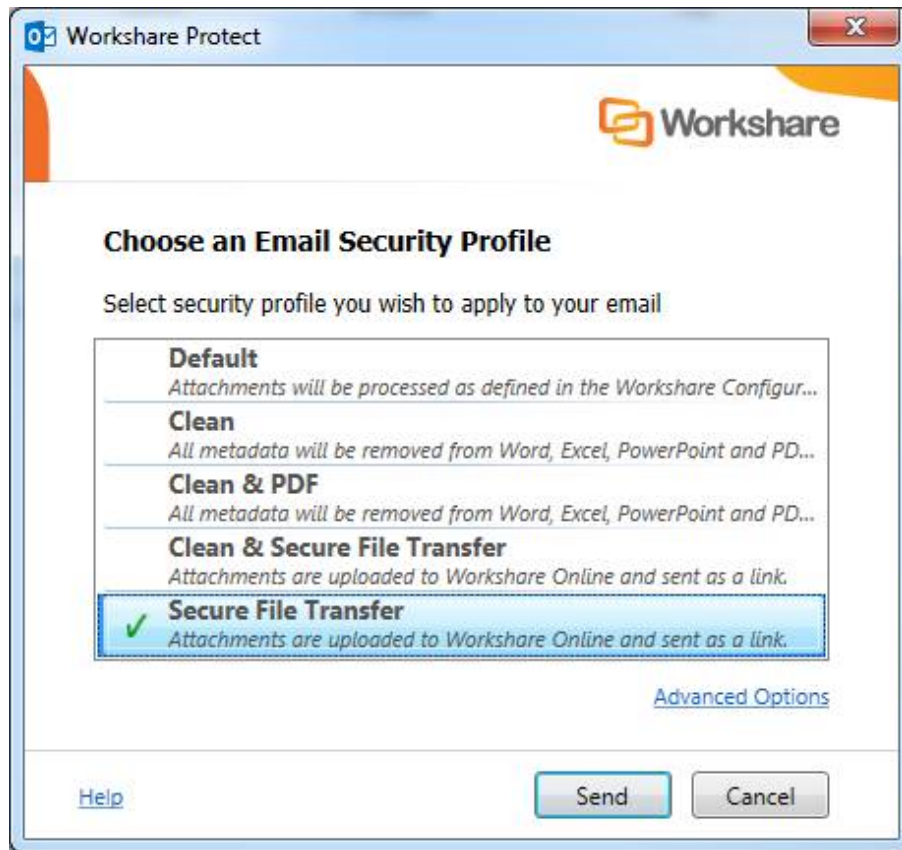 Workshare Protect
Workshare
Choose an Email Security Profile
Select security profile you wish to apply to your email
Default
Attachments will be processed as defined in the Workshare Configur...
Clean
All metadata will be removed from Word, Excel, PowerPoint and PD...
Clean & PDF
All metadata will be removed from Word, Excel, PowerPoint and PD...
Clean & Secure File Transfer
Attachments are uploaded to Workshare Online and sent as a link.
Secure File Transfer
Attachments are uploaded to Workshare Online and sent as a link.
Advanced Options
Help Send Cancel